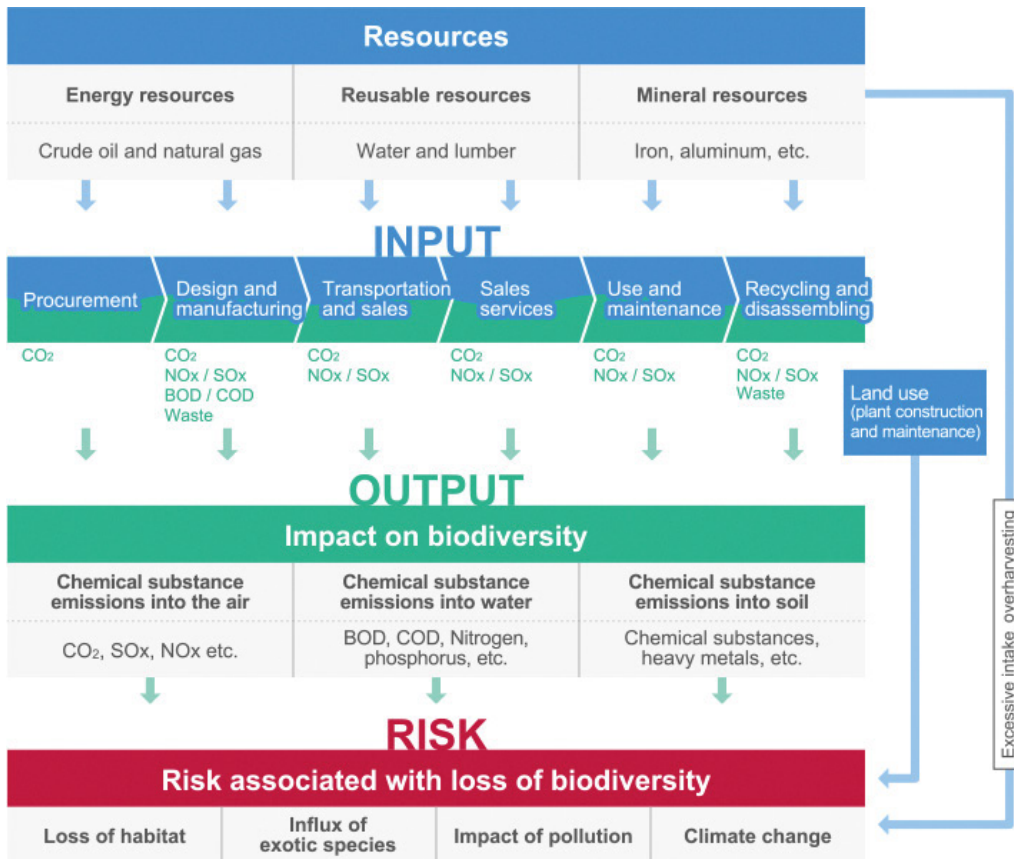 Resources
Energy resources
Reusable resources
Mineral resources
Crude oil and natural gas
Water and lumber
Iron, aluminum, etc.
INPUT
Procurement
Design and
manufacturing
Transportation
and sales
Sales
services
Use and
maintenance
Recycling and
disassembling
CO₂
CO₂
NOx / SOx
BOD / COD
Waste
CO₂
NOx / SOx
CO₂
NOx / SOx
CO₂
NOx / SOx
CO₂
NOx / SOx
Waste
Land use
(plant construction
and maintenance)
Excessive intake overharvesting
OUTPUT
Impact on biodiversity
Chemical substance
emissions into the air
Chemical substance
emissions into water
Chemical substance
emissions into soil
CO₂, SOx, NOx etc.
BOD, COD, Nitrogen,
phosphorus, etc.
Chemical substances,
heavy metals, etc.
RISK
Risk associated with loss of biodiversity
Loss of habitat
Influx of
exotic species
Impact of pollution
Climate change